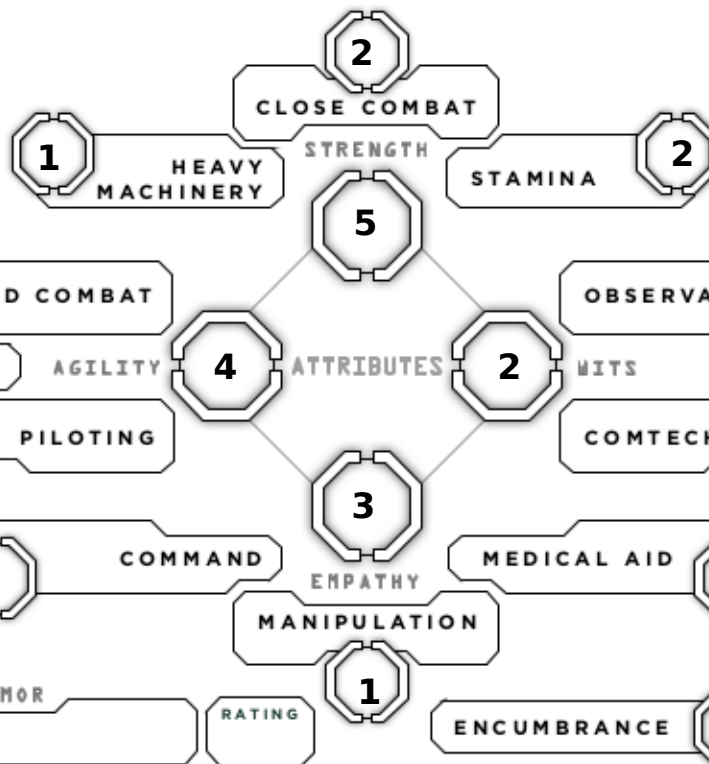 2
CLOSE COMBAT
1
HEAVY
MACHINERY
STRENGTH
STAMINA
2
5
D COMBAT
OBSERVA
AGILITY
4
ATTRIBUTES
2
WITS
PILOTING
COMTECH
3
COMMAND
MEDICAL AID
EMPATHY
MANIPULATION
1
MOR
RATING
ENCUMBRANCE